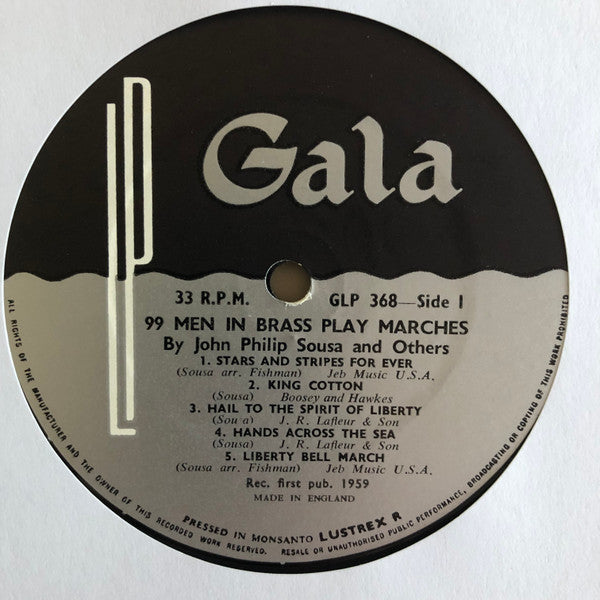 LP
Gala
33 R.P.M. GLP 368—Side 1
99 MEN IN BRASS PLAY MARCHES
By John Philip Sousa and Others
1. STARS AND STRIPES FOR EVER
(Sousa arr. Fishman) Jeb Music U.S.A.
2. KING COTTON
(Sousa) Boosey and Hawkes
3. HAIL TO THE SPIRIT OF LIBERTY
(Sou a) J. R. Lafleur & Son
4. HANDS ACROSS THE SEA
(Sousa) J. R. Lafleur & Son
5. LIBERTY BELL MARCH
(Sousa arr. Fishman) Jeb Music U.S.A.
Rec. first pub. 1959
MADE IN ENGLAND
PRESSED IN MONSANTO LUSTREX R
ALL RIGHTS OF THE MANUFACTURER AND THE OWNER OF THIS RECORDED WORK RESERVED. RESALE OR UNAUTHORISED PUBLIC PERFORMANCE, BROADCASTING OR COPYING OF THIS WORK PROHIBITED